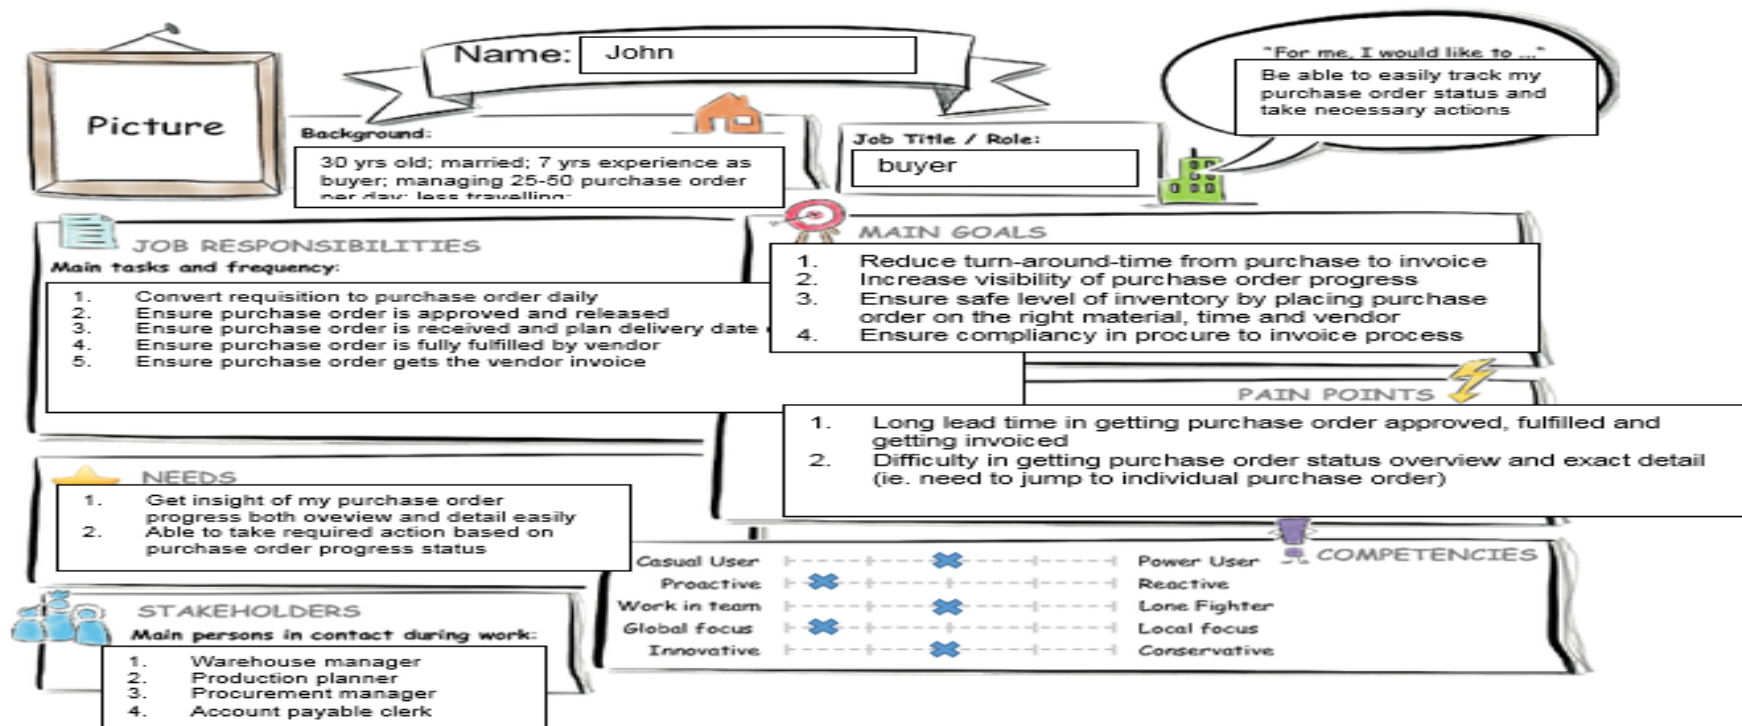 Name: John
"For me, I would like to ..."
Be able to easily track my
purchase order status and
take necessary actions
Picture
Background:
30 yrs old; married; 7 yrs experience as
buyer; managing 25-50 purchase order
per day; less travelling;
Job Title / Role:
buyer
JOB RESPONSIBILITIES
Main tasks and frequency:
1. Convert requisition to purchase order daily
2. Ensure purchase order is approved and released
3. Ensure purchase order is received and plan delivery date
4. Ensure purchase order is fully fulfilled by vendor
5. Ensure purchase order gets the vendor invoice
MAIN GOALS
1. Reduce turn-around-time from purchase to invoice
2. Increase visibility of purchase order progress
3. Ensure safe level of inventory by placing purchase
order on the right material, time and vendor
4. Ensure compliancy in procure to invoice process
PAIN POINTS
1. Long lead time in getting purchase order approved, fulfilled and
getting invoiced
2. Difficulty in getting purchase order status overview and exact detail
(ie. need to jump to individual purchase order)
NEEDS
1. Get insight of my purchase order
progress both oveview and detail easily
2. Able to take required action based on
purchase order progress status
COMPETENCIES
Casual User Power User
Proactive Reactive
Work in team Lone Fighter
Global focus Local focus
Innovative Conservative
STAKEHOLDERS
Main persons in contact during work:
1. Warehouse manager
2. Production planner
3. Procurement manager
4. Account payable clerk